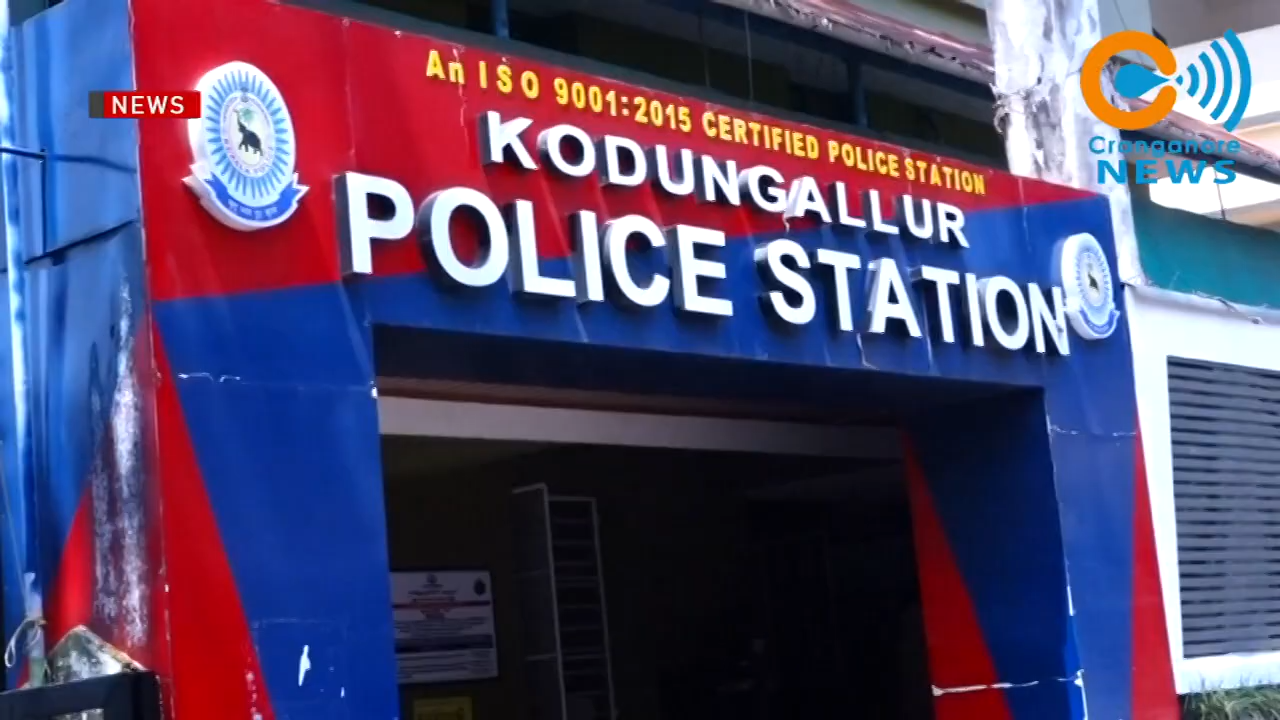 NEWS
Cranganore
NEWS
An ISO 9001:2015 CERTIFIED POLICE STATION
KODUNGALLUR
POLICE STATION